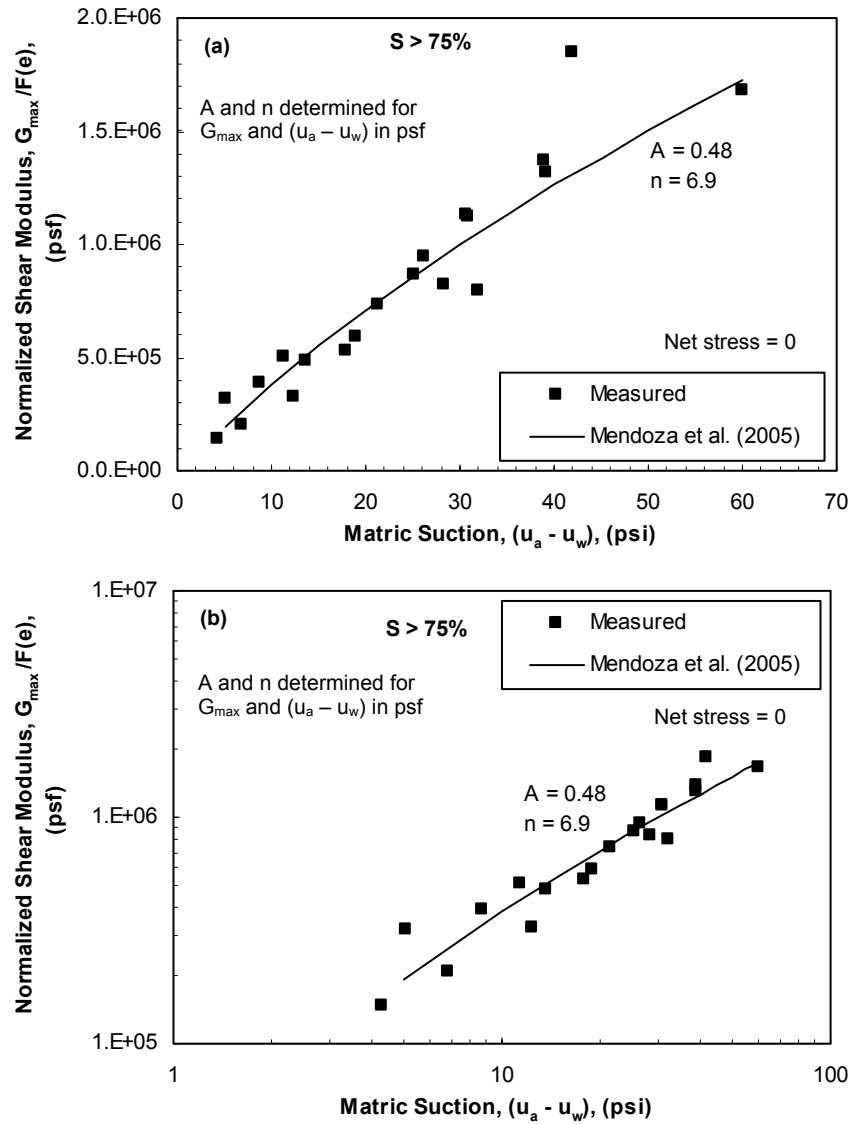 2.0.E+06
1.5.E+06
1.0.E+06
5.0.E+05
0.0.E+00
Normalized Shear Modulus, Gmax /F(e),
(psf)
(a)
S > 75%
A and n determined for
Gmax and (ua – uw) in psf
A = 0.48
n = 6.9
Net stress = 0
Measured
Mendoza et al. (2005)
0 10 20 30 40 50 60 70
Matric Suction, (ua - uw), (psi)
1.E+07
1.E+06
1.E+05
Normalized Shear Modulus, Gmax /F(e),
(psf)
(b)
S > 75%
Measured
Mendoza et al. (2005)
A and n determined for
Gmax and (ua – uw) in psf
Net stress = 0
A = 0.48
n = 6.9
1 10 100
Matric Suction, (ua - uw), (psi)